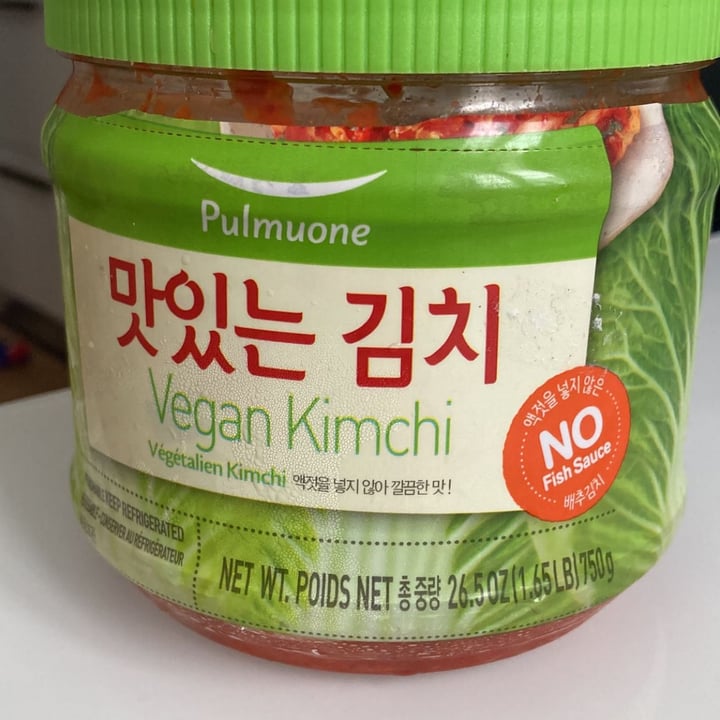 Pulmuone
맛있는 김치
Vegan Kimchi
Végétalien Kimchi 액젓을 넣지 않아 깔끔한 맛!
액젓을 넣지 않은
NO
Fish Sauce
배추김치
KEEP REFRIGERATED
CONSERVER AU RÉFRIGÉRATEUR
NET WT. POIDS NET 총 중량 26.5 OZ (1.65 LB) 750g